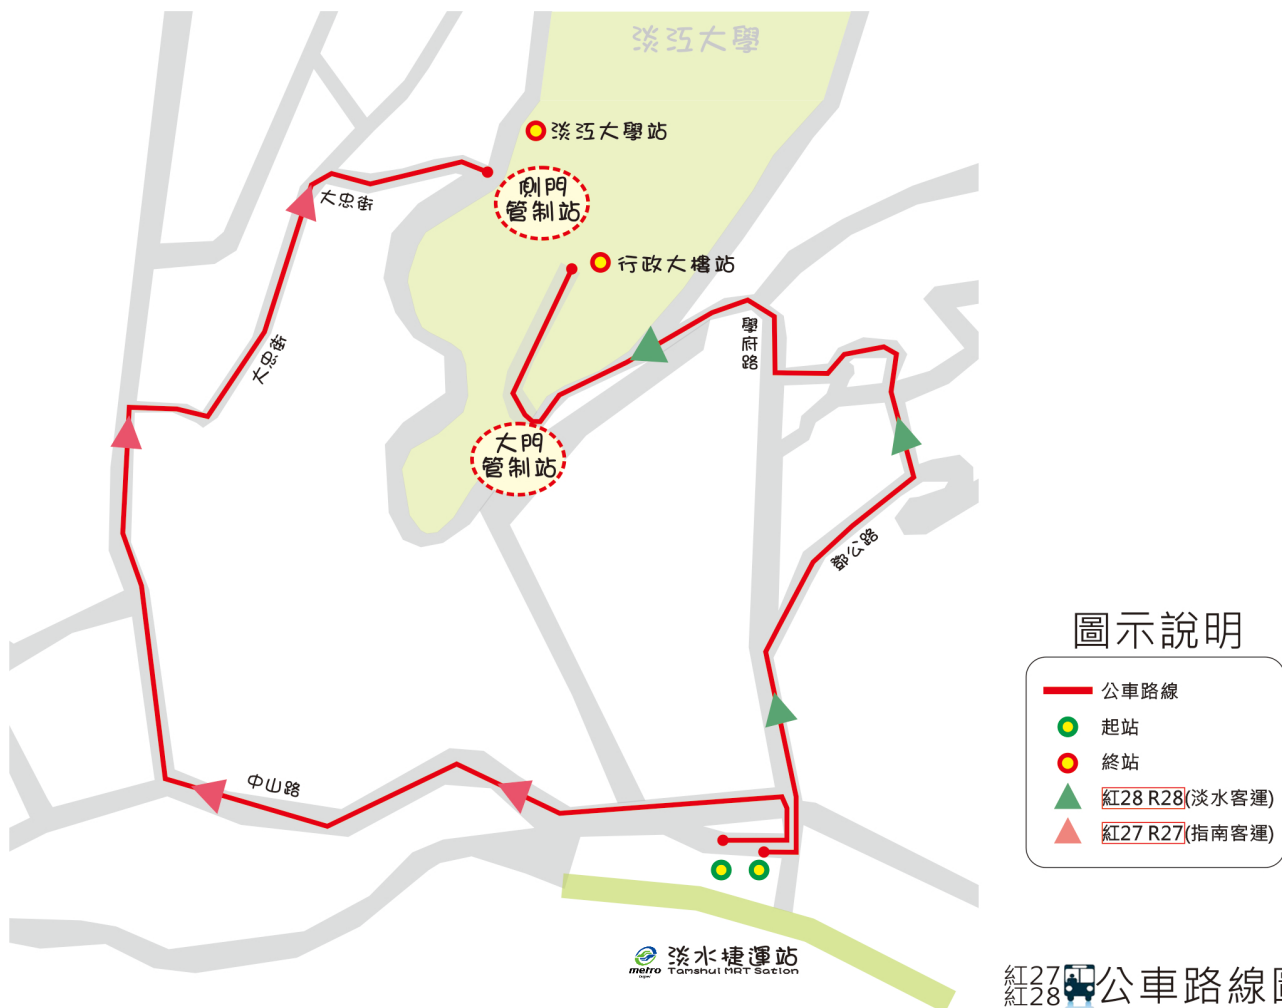 淡江大學
淡江大學站
側門
管制站
大忠街
行政大樓站
學府路
大忠街
大門
管制站
鄧公路
中山路
淡水捷運站
metro
Tamshui MRT Sation
圖示說明
公車路線
起站
終站
紅28 R28(淡水客運)
紅27 R27(指南客運)
紅27
紅28
公車路線圖